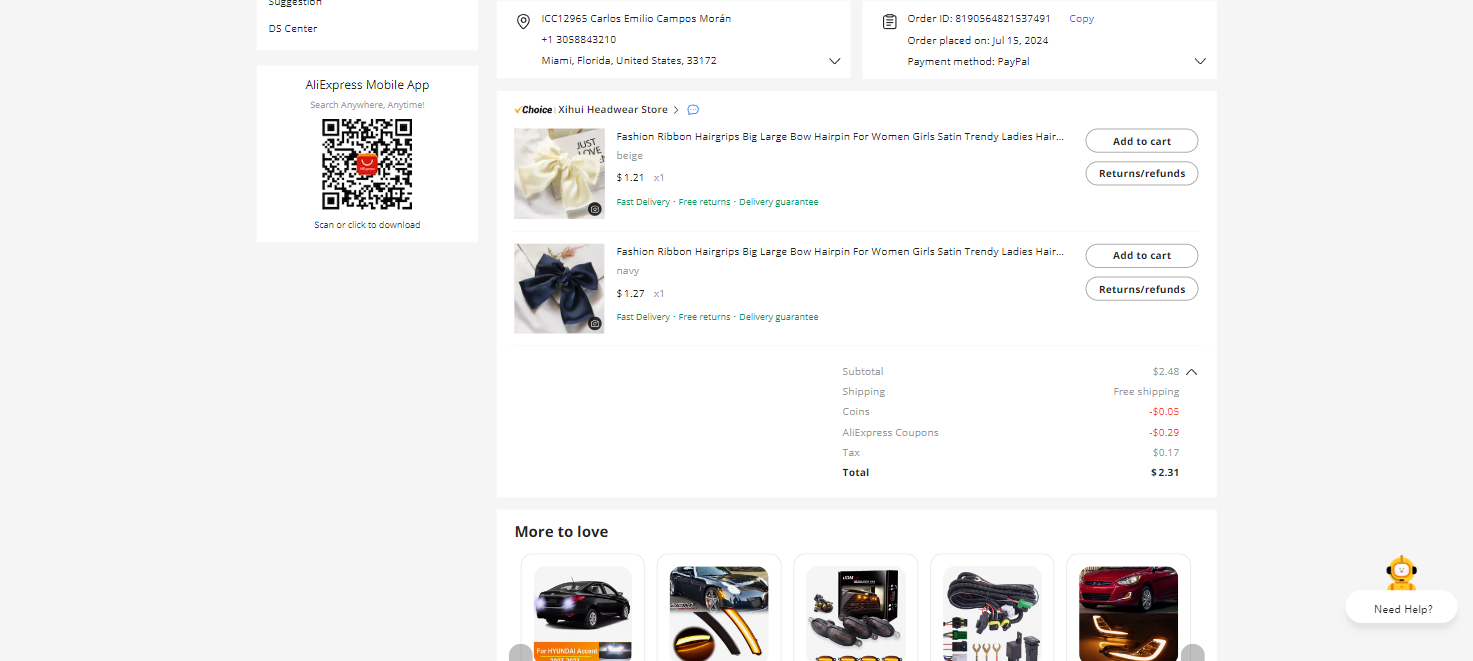 Suggestion
DS Center
AliExpress Mobile App
Search Anywhere, Anytime!
Scan or click to download
ICC12965 Carlos Emilio Campos Morán
+1 3058843210
Miami, Florida, United States, 33172
Order ID: 8190564821537491 Copy
Order placed on: Jul 15, 2024
Payment method: PayPal
Choice Xihui Headwear Store
JUST
LOVE
Fashion Ribbon Hairgrips Big Large Bow Hairpin For Women Girls Satin Trendy Ladies Hair...
beige
$1.21 x1
Fast Delivery · Free returns · Delivery guarantee
Add to cart
Returns/refunds
Fashion Ribbon Hairgrips Big Large Bow Hairpin For Women Girls Satin Trendy Ladies Hair...
navy
$1.27 x1
Fast Delivery · Free returns · Delivery guarantee
Add to cart
Returns/refunds
Subtotal $2.48
Shipping Free shipping
Coins -$0.05
AliExpress Coupons -$0.29
Tax $0.17
Total $2.31
More to love
For HYUNDAI Accent
Need Help?